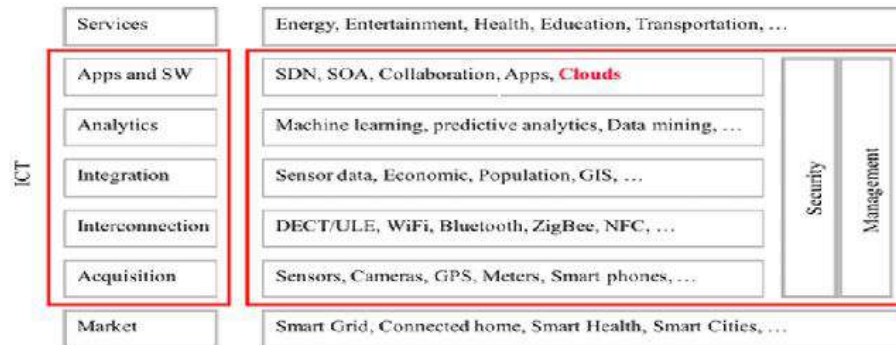 Services Energy, Entertainment, Health, Education, Transportation, ...
Apps and SW SDN, SOA, Collaboration, Apps, Clouds
Analytics Machine learning, predictive analytics, Data mining, ...
Integration Sensor data, Economic, Population, GIS, ...
Interconnection DECT/ULE, WiFi, Bluetooth, ZigBee, NFC, ...
Acquisition Sensors, Cameras, GPS, Meters, Smart phones, ...
Market Smart Grid, Connected home, Smart Health, Smart Cities, ...
ICT
Security
Management